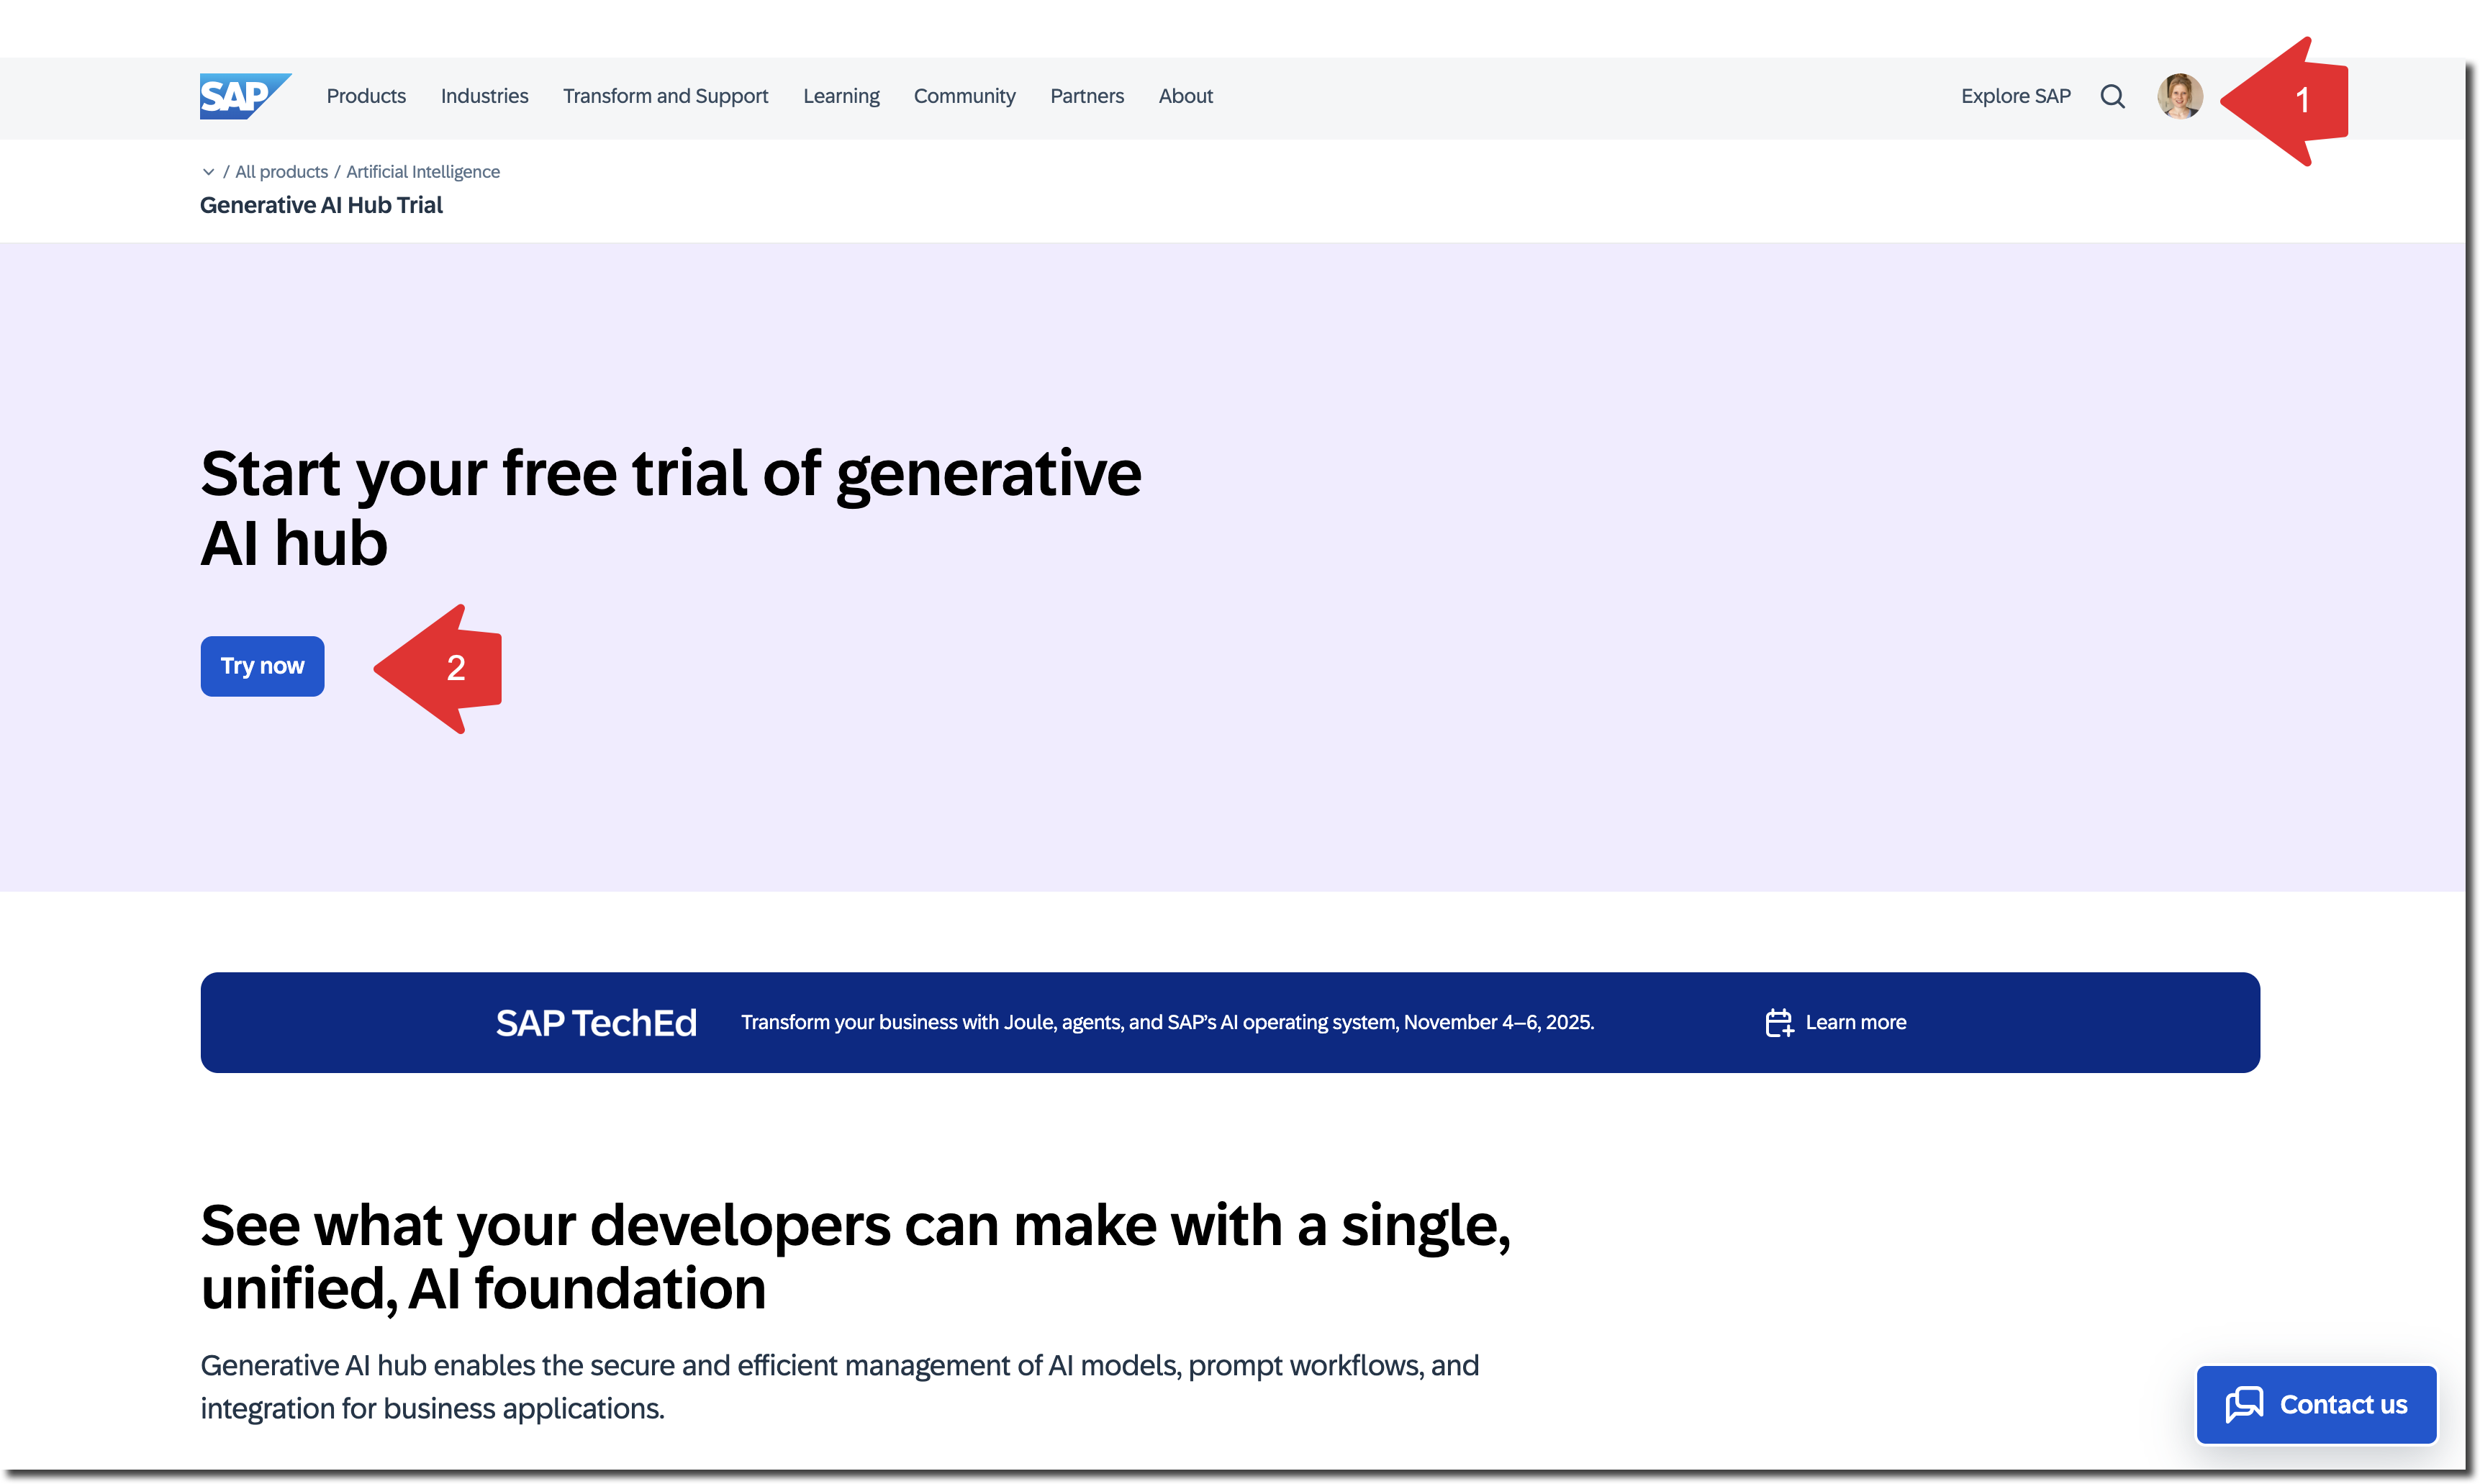 SAP Products Industries Transform and Support Learning Community Partners About Explore SAP 1
/ All products / Artificial Intelligence
Generative AI Hub Trial
Start your free trial of generative
AI hub
Try now 2
SAP TechEd Transform your business with Joule, agents, and SAP’s AI operating system, November 4–6, 2025. Learn more
See what your developers can make with a single,
unified, AI foundation
Generative AI hub enables the secure and efficient management of AI models, prompt workflows, and
integration for business applications.
Contact us